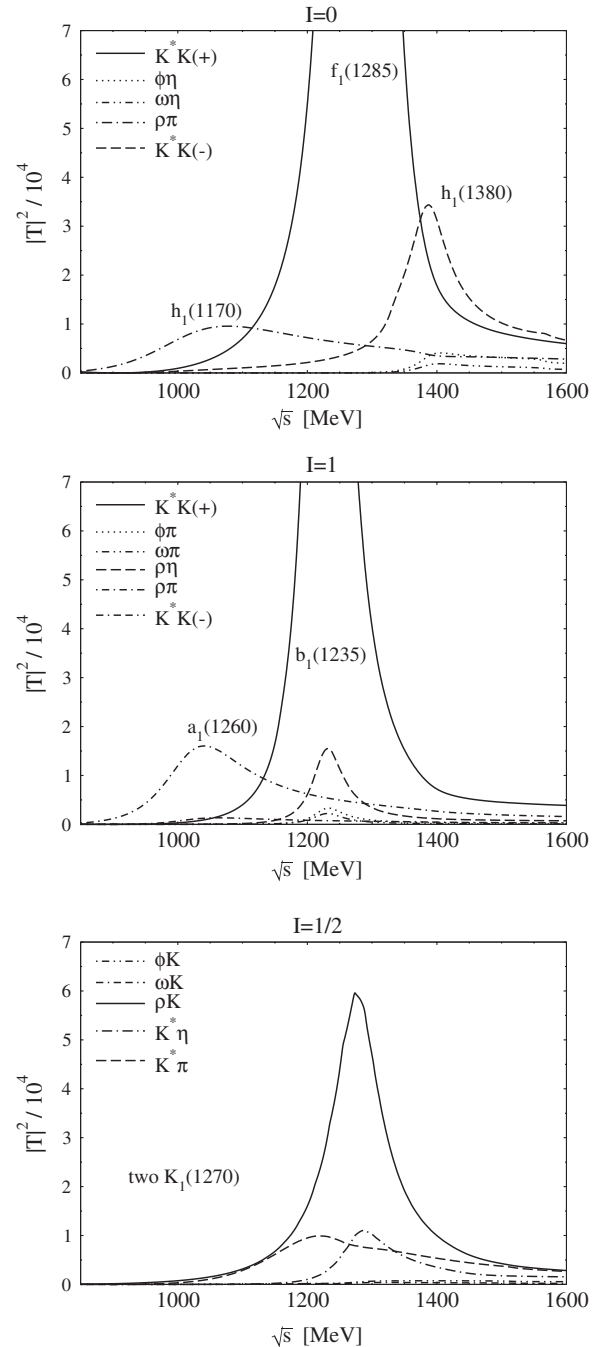 I=0
7
6
5
4
3
2
1
0
|T|² / 10⁴
K*K(+)
φη
ωη
ρπ
K*K(-)
f₁(1285)
h₁(1380)
h₁(1170)
1000 1200 1400 1600
√s [MeV]
I=1
7
6
5
4
3
2
1
0
|T|² / 10⁴
K*K(+)
φπ
ωπ
ρη
ρπ
K*K(-)
b₁(1235)
a₁(1260)
1000 1200 1400 1600
√s [MeV]
I=1/2
7
6
5
4
3
2
1
0
|T|² / 10⁴
φK
ωK
ρK
K*η
K*π
two K₁(1270)
1000 1200 1400 1600
√s [MeV]